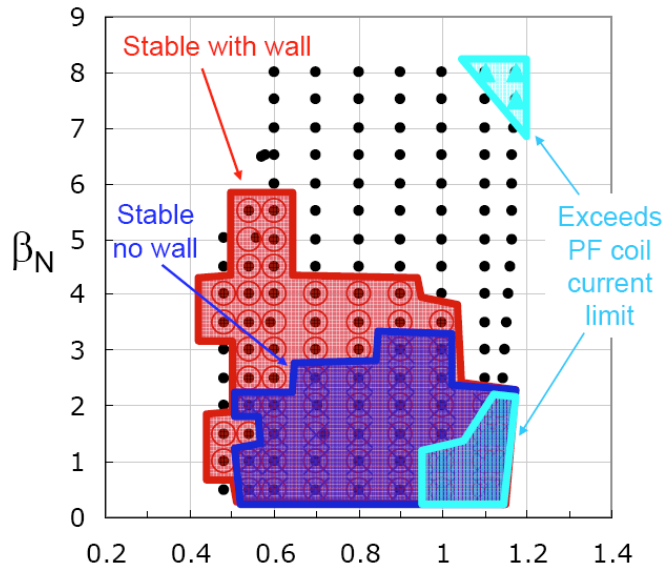 9
8
7
6
5
4
3
2
1
0
β_N
Stable with wall
Stable
no wall
Exceeds
PF coil
current
limit
0.2 0.4 0.6 0.8 1 1.2 1.4